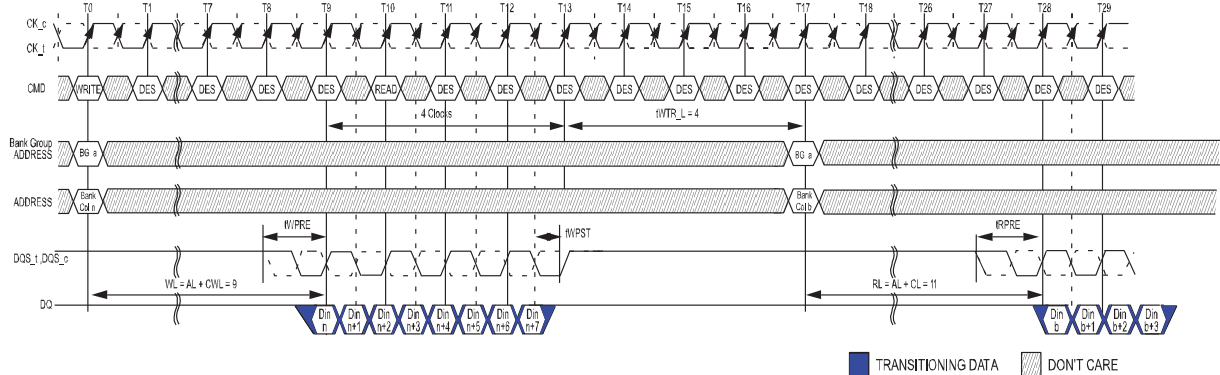 T0 T1 T7 T8 T9 T10 T11 T12 T13 T14 T15 T16 T17 T18 T26 T27 T28 T29
CK_c
CK_t
CMD WRITE DES DES DES DES READ DES DES DES DES DES DES DES DES DES DES DES DES
4 Clocks tWTR_L = 4
Bank Group
ADDRESS
BG a BG a
ADDRESS
Bank
Col n
Bank
Col b
tWPRE tWPST tRPRE
DQS_t,DQS_c
WL = AL + CWL = 9 RL = AL + CL = 11
DQ
Din
n
Din
n+1
Din
n+2
Din
n+3
Din
n+4
Din
n+5
Din
n+6
Din
n+7
Din
b
Din
b+1
Din
b+2
Din
b+3
TRANSITIONING DATA DON'T CARE